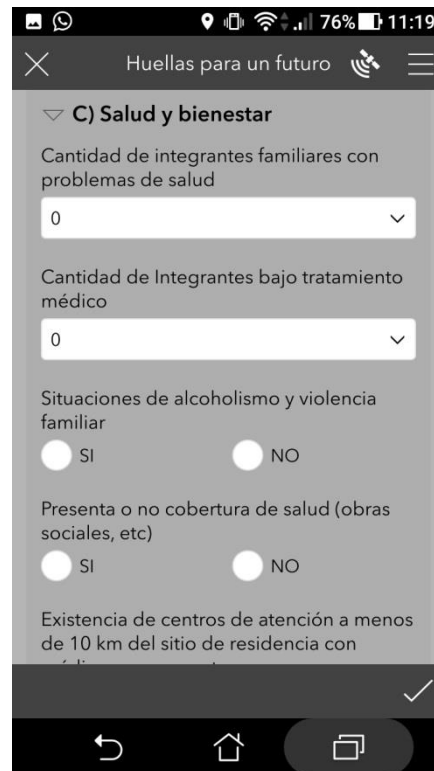 76% 11:19
Huellas para un futuro
C) Salud y bienestar
Cantidad de integrantes familiares con
problemas de salud
0
Cantidad de Integrantes bajo tratamiento
médico
0
Situaciones de alcoholismo y violencia
familiar
SI NO
Presenta o no cobertura de salud (obras
sociales, etc)
SI NO
Existencia de centros de atención a menos
de 10 km del sitio de residencia con